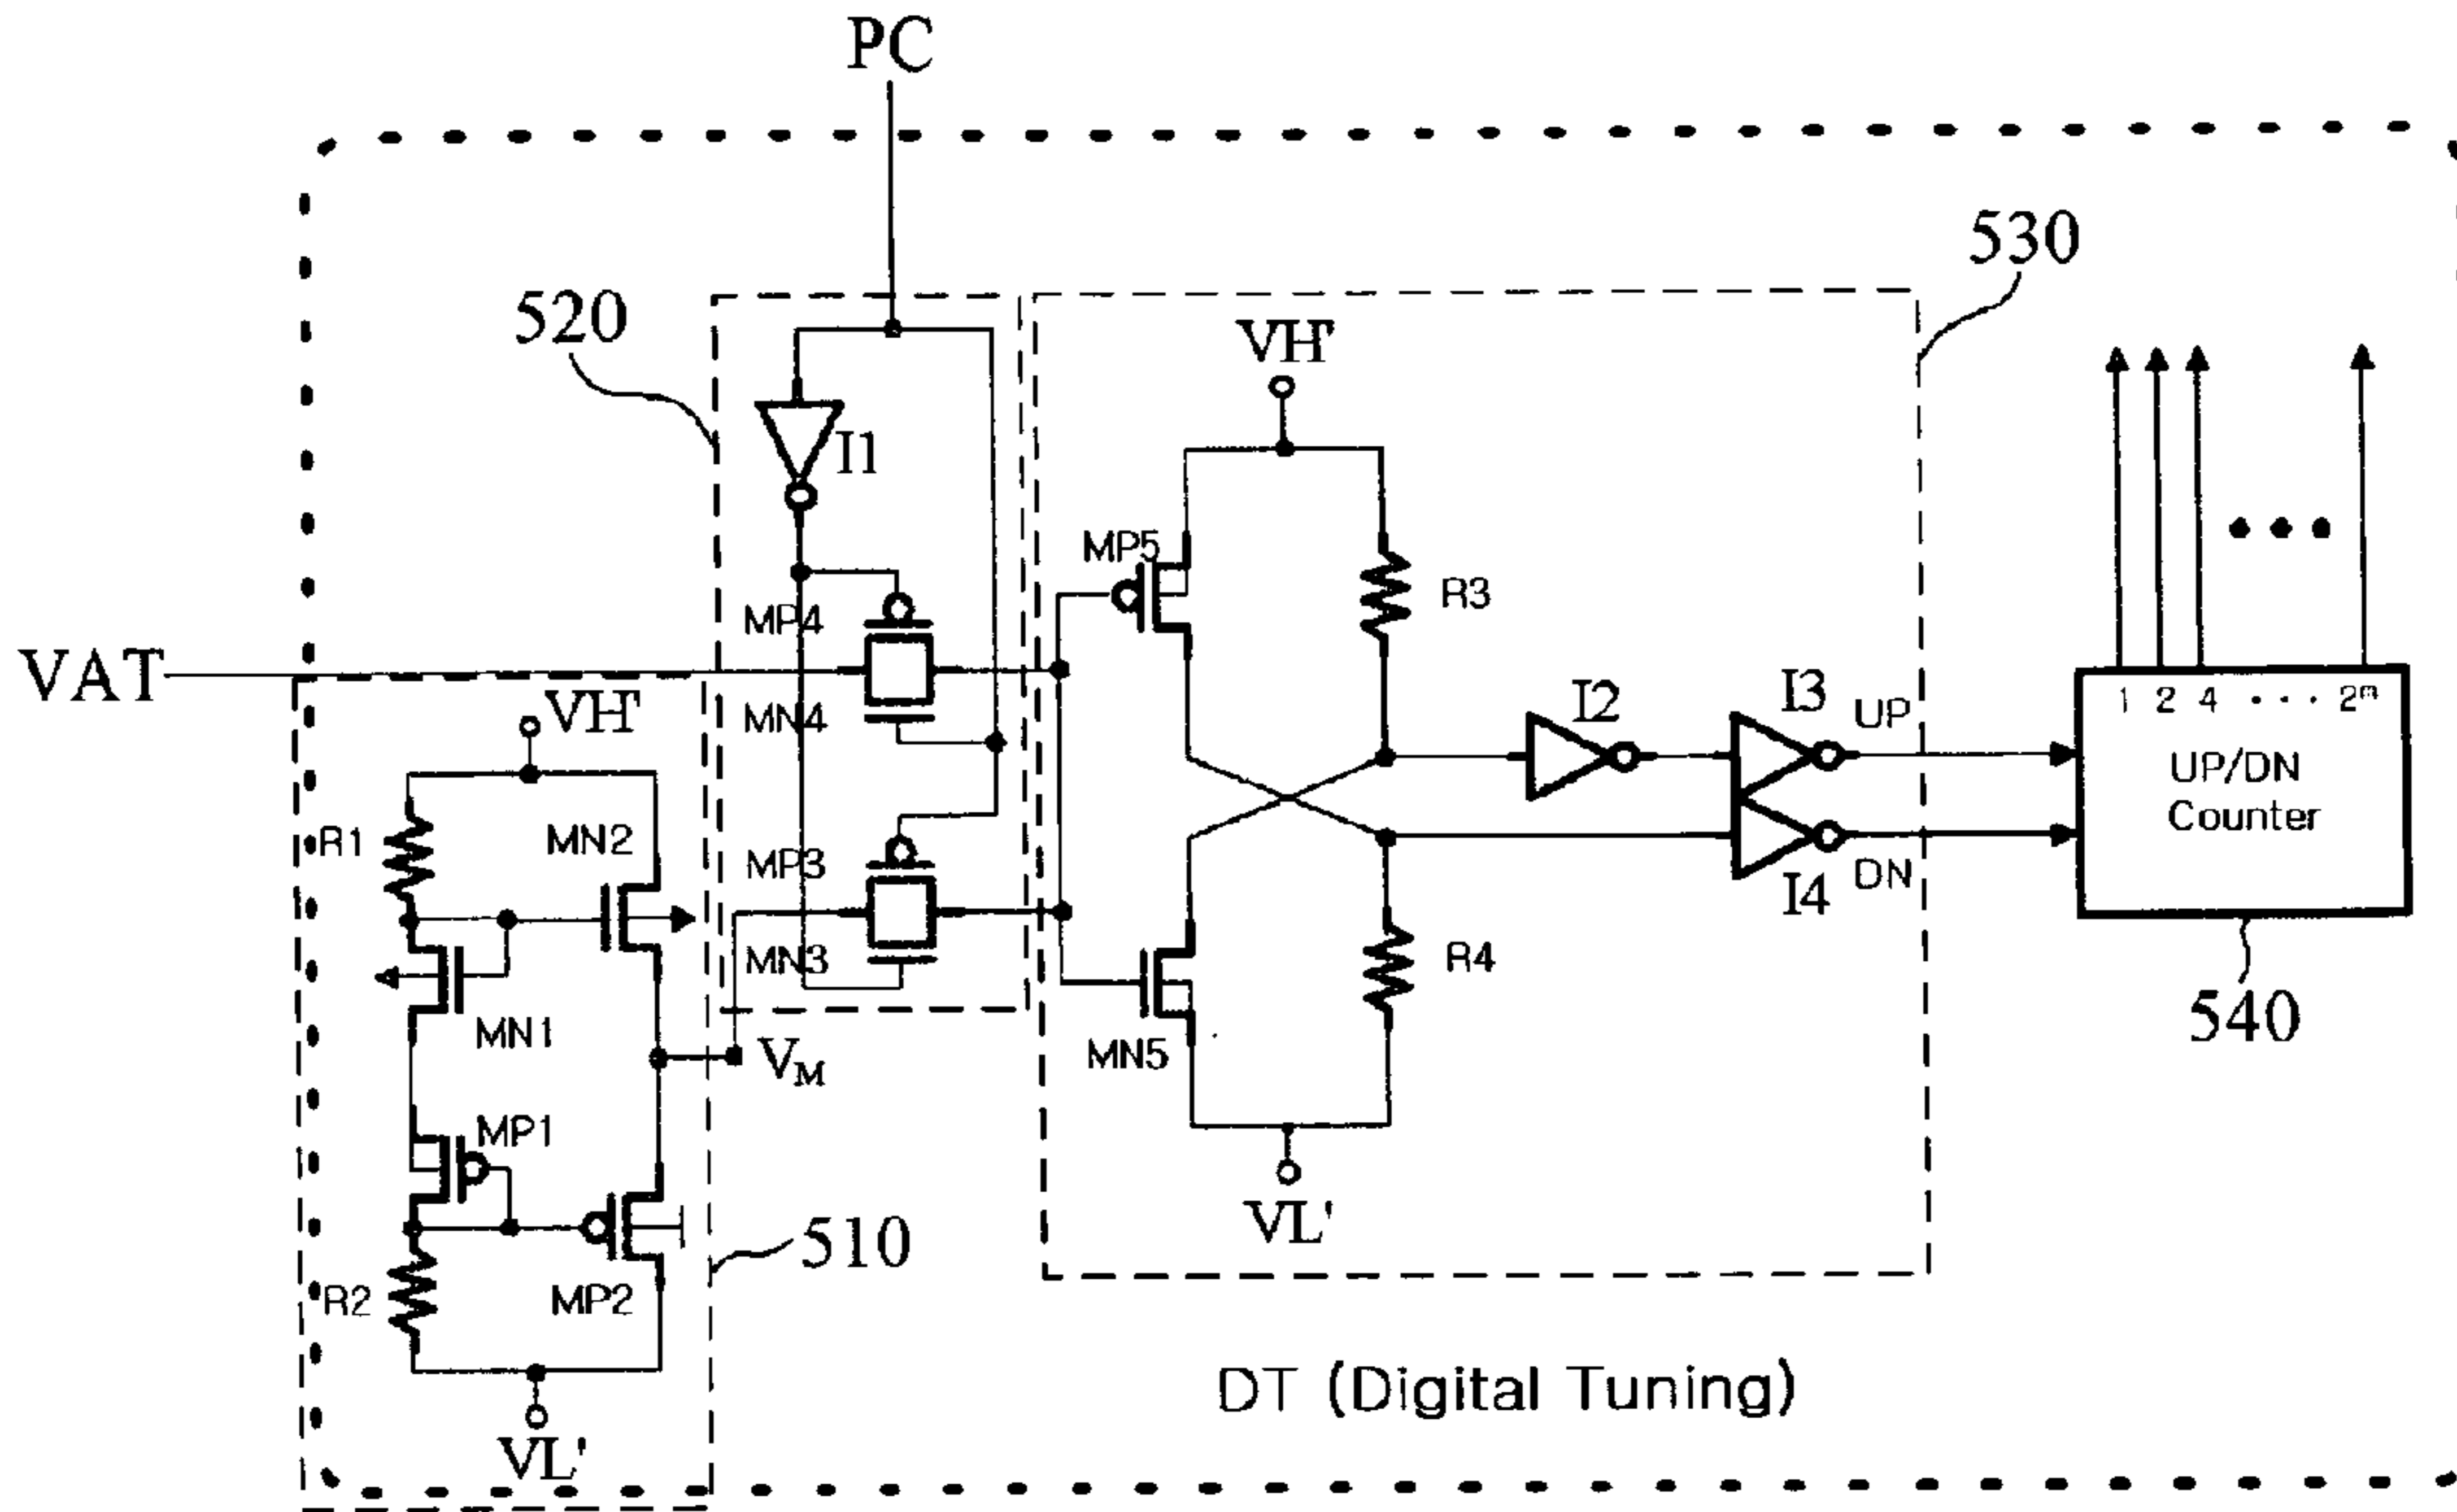 PC
530
520
VH'
I1
MP5
R3
MP4
VAT
MN4
VH'
I2
I3
UP
1 2 4 · · · 2ᵐ
UP/DN
Counter
R1
MN2
MP3
I4
DN
MN3
R4
540
MN1
VM
MN5
MP1
VL'
510
R2
MP2
DT (Digital Tuning)
VL'